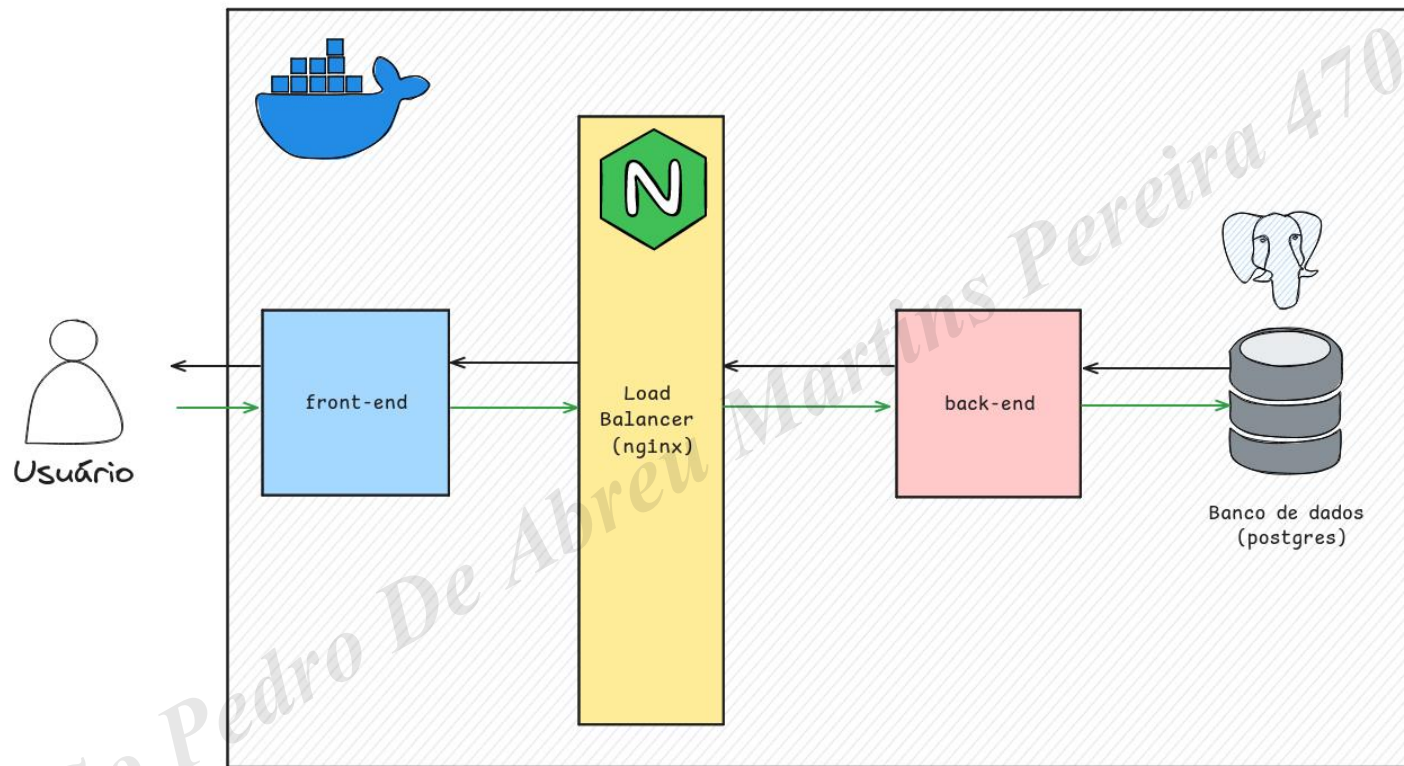 N
front-end
Load
Balancer
(nginx)
back-end
Usuário
Banco de dados
(postgres)
Pedro De Abreu Martins Pereira 470